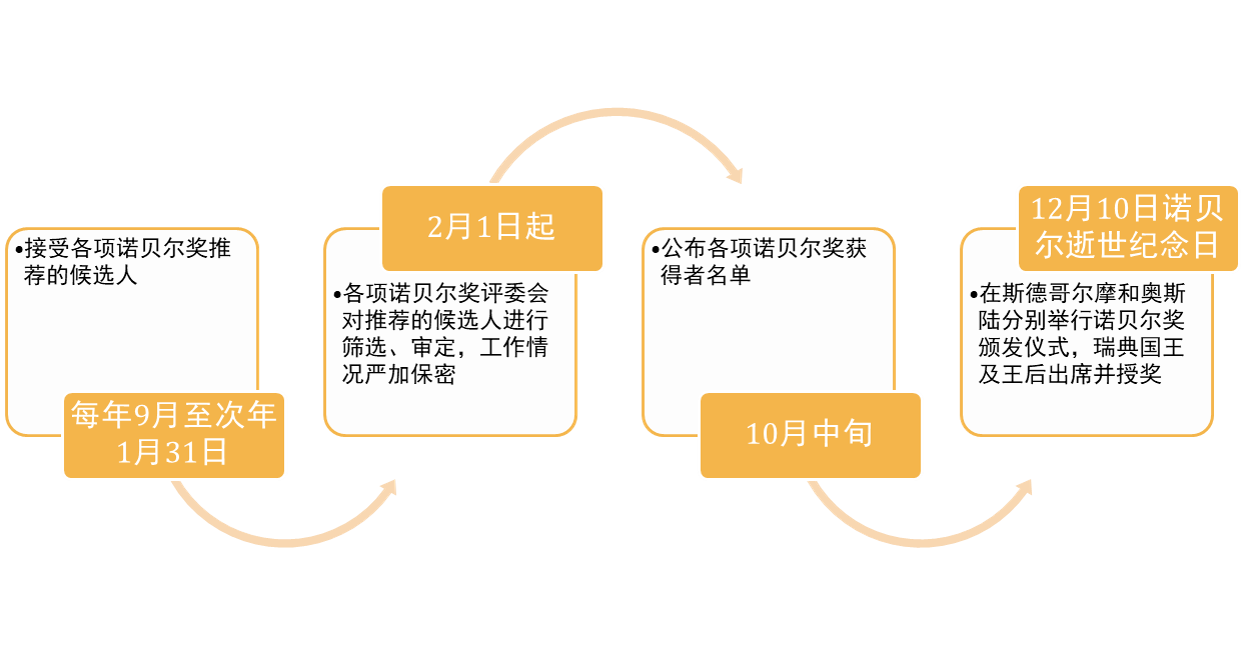 •接受各项诺贝尔奖推
荐的候选人
每年9月至次年
1月31日
2月1日起
•各项诺贝尔奖评委会
对推荐的候选人进行
筛选、审定，工作情
况严加保密
•公布各项诺贝尔奖获
得者名单
10月中旬
12月10日诺贝
尔逝世纪念日
•在斯德哥尔摩和奥斯
陆分别举行诺贝尔奖
颁发仪式，瑞典国王
及王后出席并授奖